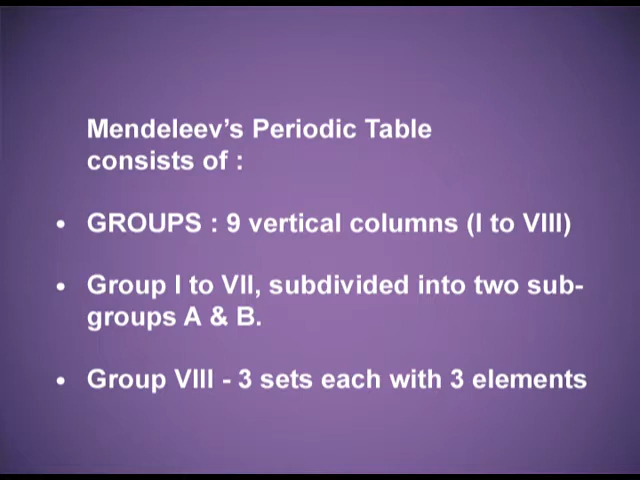 Mendeleev's Periodic Table
consists of :
• GROUPS : 9 vertical columns (I to VIII)
• Group I to VII, subdivided into two sub-
groups A & B.
• Group VIII - 3 sets each with 3 elements